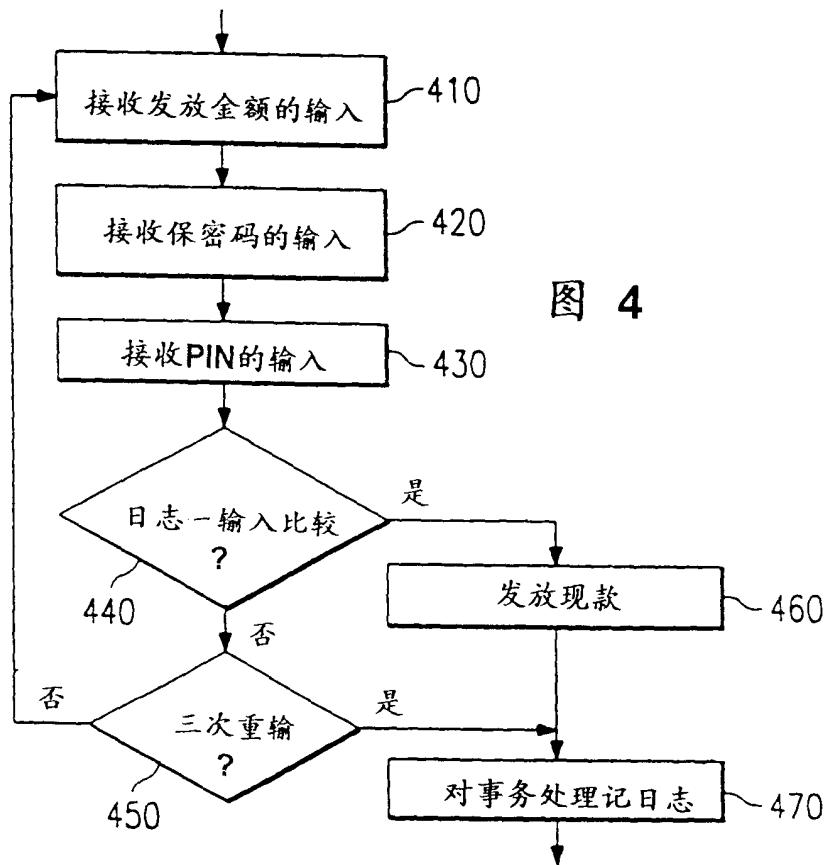 接收发放金额的输入
410
接收保密码的输入
420
图 4
接收PIN的输入
430
是
日志-输入比较
?
440
发放现款
460
否
否
三次重输
?
是
450
对事务处理记日志
470